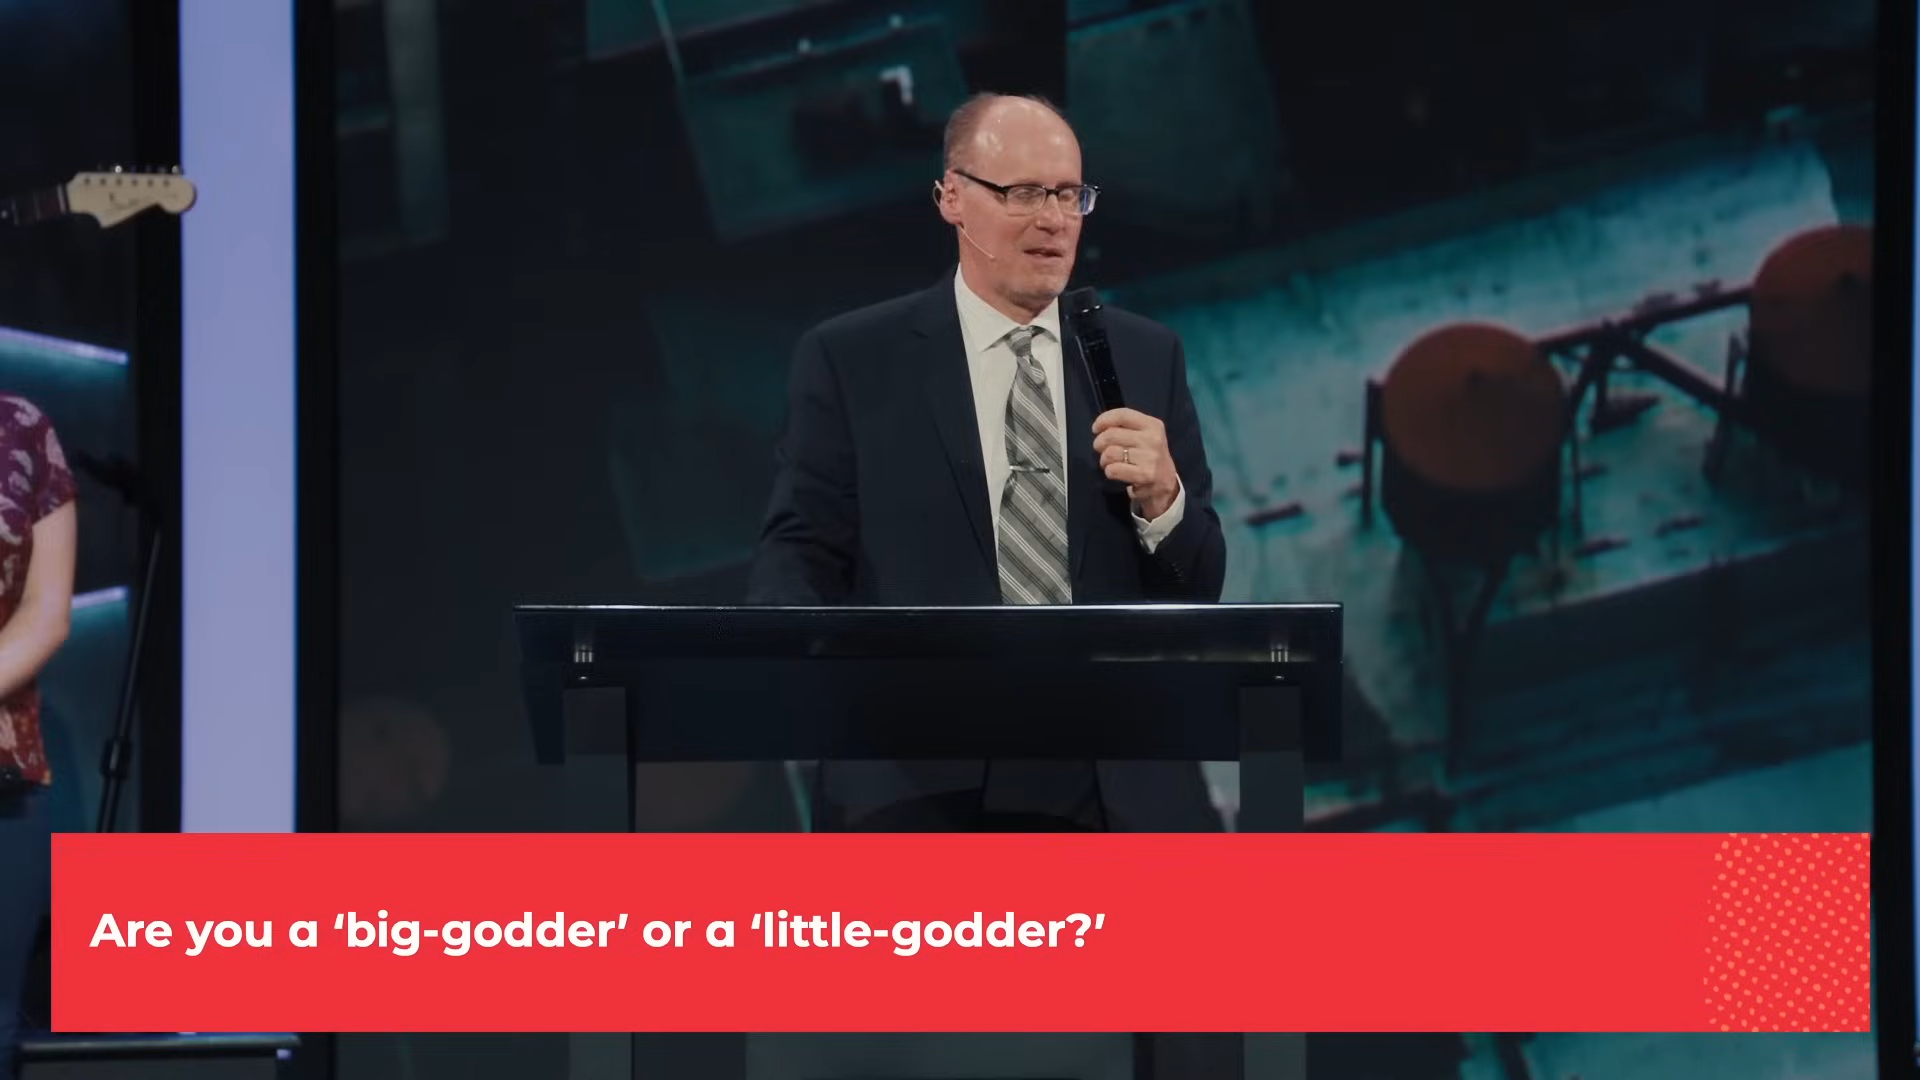 Are you a ‘big-godder’ or a ‘little-godder?’